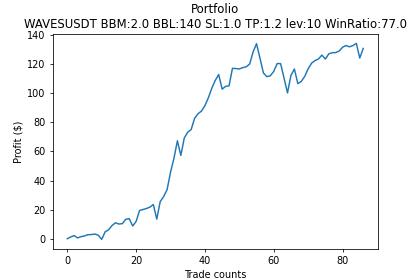 Portfolio
WAVESUSDT BBM:2.0 BBL:140 SL:1.0 TP:1.2 lev:10 WinRatio:77.0
140
120
100
80
60
40
20
0
Profit ($)
0 20 40 60 80
Trade counts